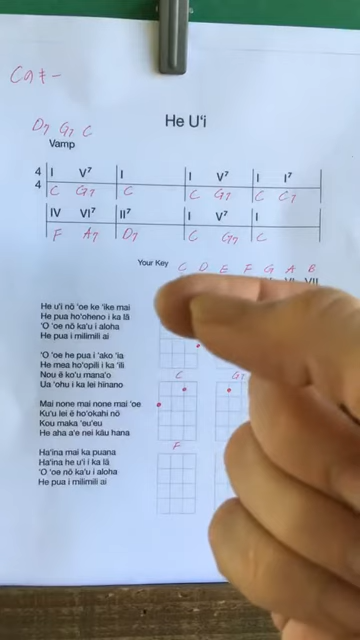 He Uʻi
D7 G7 C
Vamp
4 I V7 I I V7 I I7
4 C G7 C C G7 C C7
IV VI7 II7 I V7 I
F A7 D7 C G7 C
Your Key C D E F G A B
VII
He uʻi nō ʻoe ke ʻike mai
He pua hoʻoheno i ka lā
ʻO ʻoe nō kaʻu i aloha
He pua i milimili ai
ʻO ʻoe he pua i ʻako ʻia
He mea hoʻopili i ka ʻili
Nou ē koʻu manaʻo
Ua ʻohu i ka lei hīnano
Mai none mai none mai ʻoe
Kuʻu lei ē hoʻokahi nō
Kou maka ʻeuʻeu
He aha aʻe nei kāu hana
Haʻina mai ka puana
Haʻina he uʻi i ka lā
ʻO ʻoe nō kaʻu i aloha
He pua i milimili ai
C G7
F